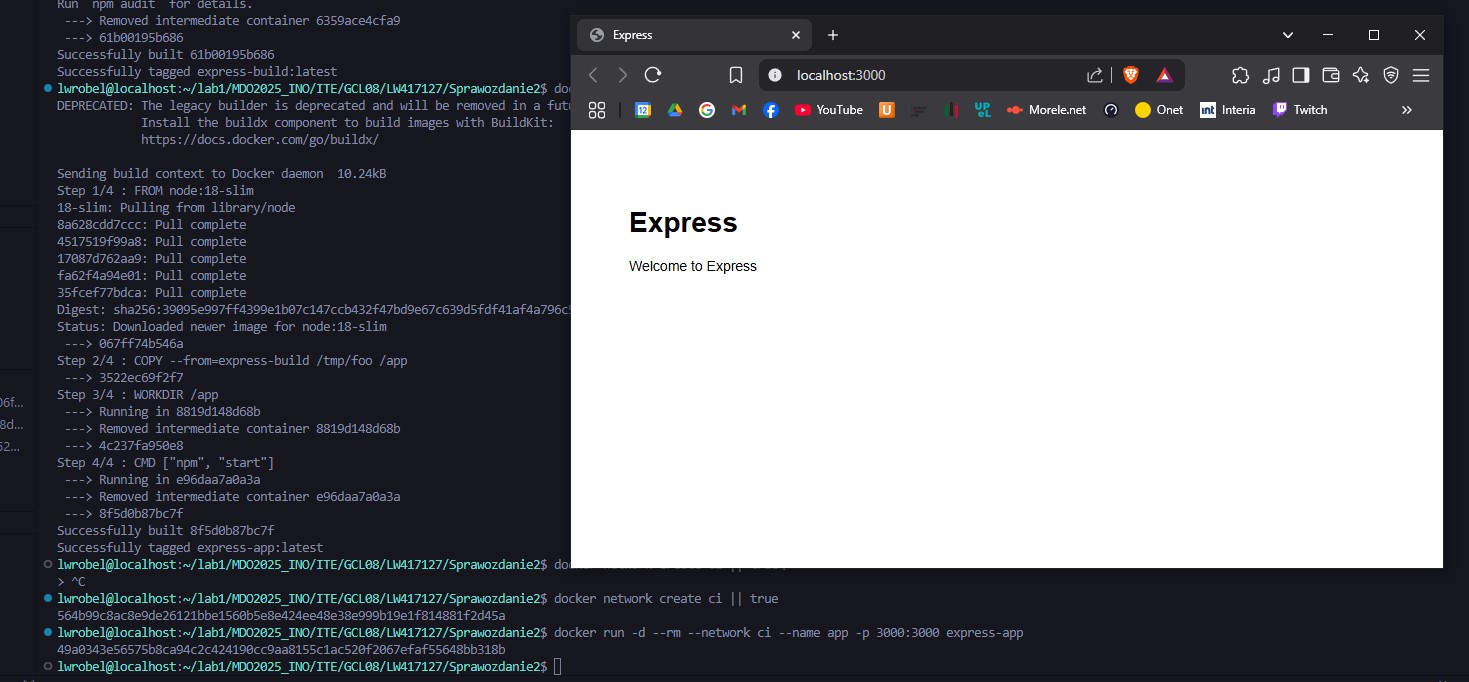 Run `npm audit` for details.
---> Removed intermediate container 6359ace4cfa9
---> 61b00195b686
Successfully built 61b00195b686
Successfully tagged express-build:latest
lwrobel@localhost:~/lab1/MDO2025_INO/ITE/GCL08/LW417127/Sprawozdanie2$
DEPRECATED: The legacy builder is deprecated and will be removed in a
Install the buildx component to build images with BuildKit:
https://docs.docker.com/go/buildx/
Sending build context to Docker daemon 10.24kB
Step 1/4 : FROM node:18-slim
18-slim: Pulling from library/node
8a628cdd7ccc: Pull complete
4517519f99a8: Pull complete
17087d762aa9: Pull complete
fa62f4a94e01: Pull complete
35fcef77bdca: Pull complete
Digest: sha256:39095e997ff4399e1b07c147ccb432f47bd9e67c639d5fdf41af4a796c
Status: Downloaded newer image for node:18-slim
---> 067ff74b546a
Step 2/4 : COPY --from=express-build /tmp/foo /app
---> 3522ec69f2f7
Step 3/4 : WORKDIR /app
---> Running in 8819d148d68b
---> Removed intermediate container 8819d148d68b
---> 4c237fa950e8
Step 4/4 : CMD ["npm", "start"]
---> Running in e96daa7a0a3a
---> Removed intermediate container e96daa7a0a3a
---> 8f5d0b87bc7f
Successfully built 8f5d0b87bc7f
Successfully tagged express-app:latest
lwrobel@localhost:~/lab1/MDO2025_INO/ITE/GCL08/LW417127/Sprawozdanie2$
> ^C
lwrobel@localhost:~/lab1/MDO2025_INO/ITE/GCL08/LW417127/Sprawozdanie2$ docker network create ci || true
564b99c8ac8e9de26121bbe1560b5e8e424ee48e38e999b19e1f814881f2d45a
lwrobel@localhost:~/lab1/MDO2025_INO/ITE/GCL08/LW417127/Sprawozdanie2$ docker run -d --rm --network ci --name app -p 3000:3000 express-app
49a0343e56575b8ca94c2c424190cc9aa8155c1ac520f2067efaf55648bb318b
lwrobel@localhost:~/lab1/MDO2025_INO/ITE/GCL08/LW417127/Sprawozdanie2$
06f...
8d...
52...
Express
localhost:3000
12 YouTube U UPeL Morele.net Onet int Interia Twitch
Express
Welcome to Express